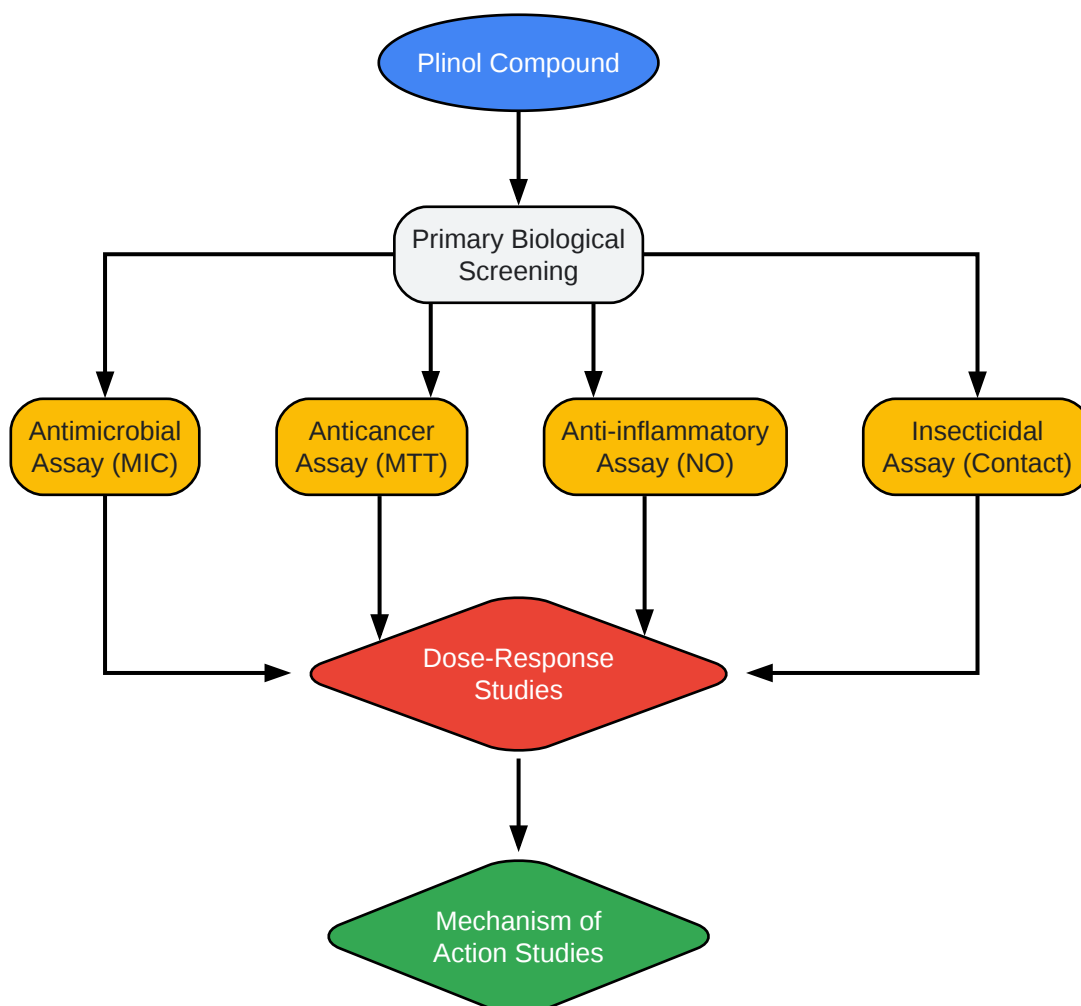 Plinol Compound
Primary Biological
Screening
Antimicrobial
Assay (MIC)
Anticancer
Assay (MTT)
Anti-inflammatory
Assay (NO)
Insecticidal
Assay (Contact)
Dose-Response
Studies
Mechanism of
Action Studies